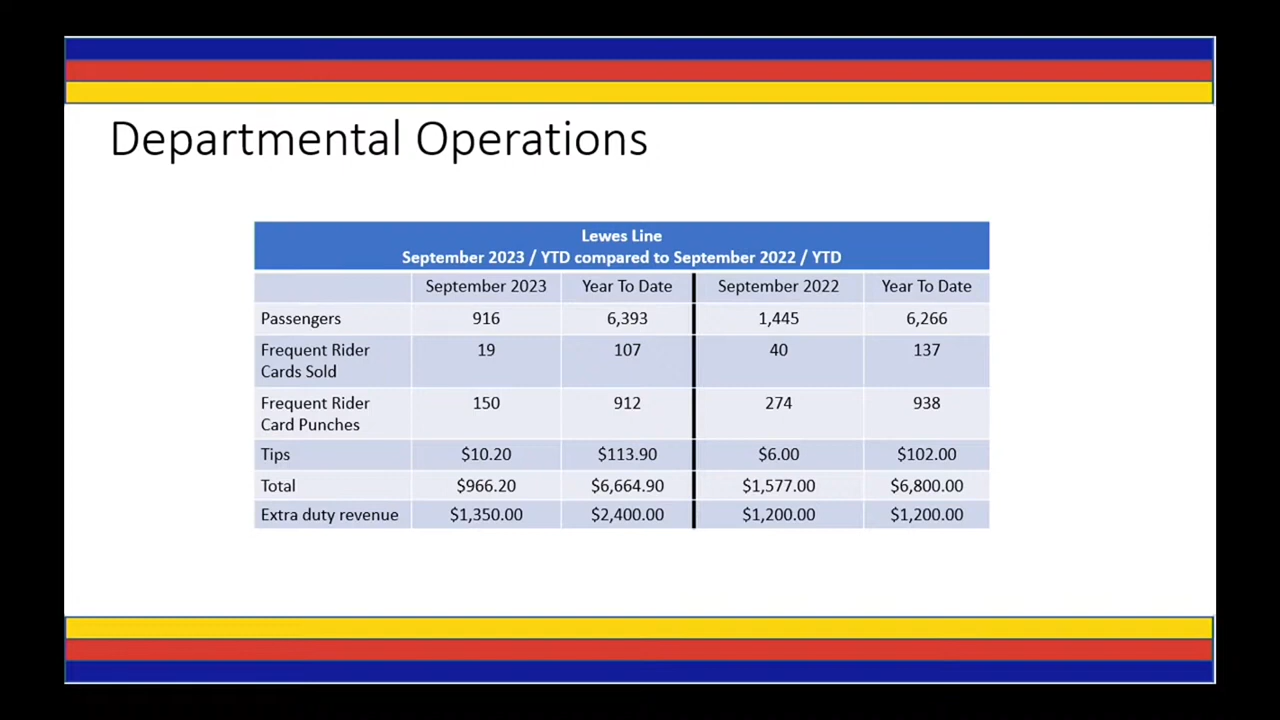 Departmental Operations
Lewes Line
September 2023 / YTD compared to September 2022 / YTD
September 2023 Year To Date September 2022 Year To Date
Passengers 916 6,393 1,445 6,266
Frequent Rider 19 107 40 137
Cards Sold
Frequent Rider 150 912 274 938
Card Punches
Tips $10.20 $113.90 $6.00 $102.00
Total $966.20 $6,664.90 $1,577.00 $6,800.00
Extra duty revenue $1,350.00 $2,400.00 $1,200.00 $1,200.00